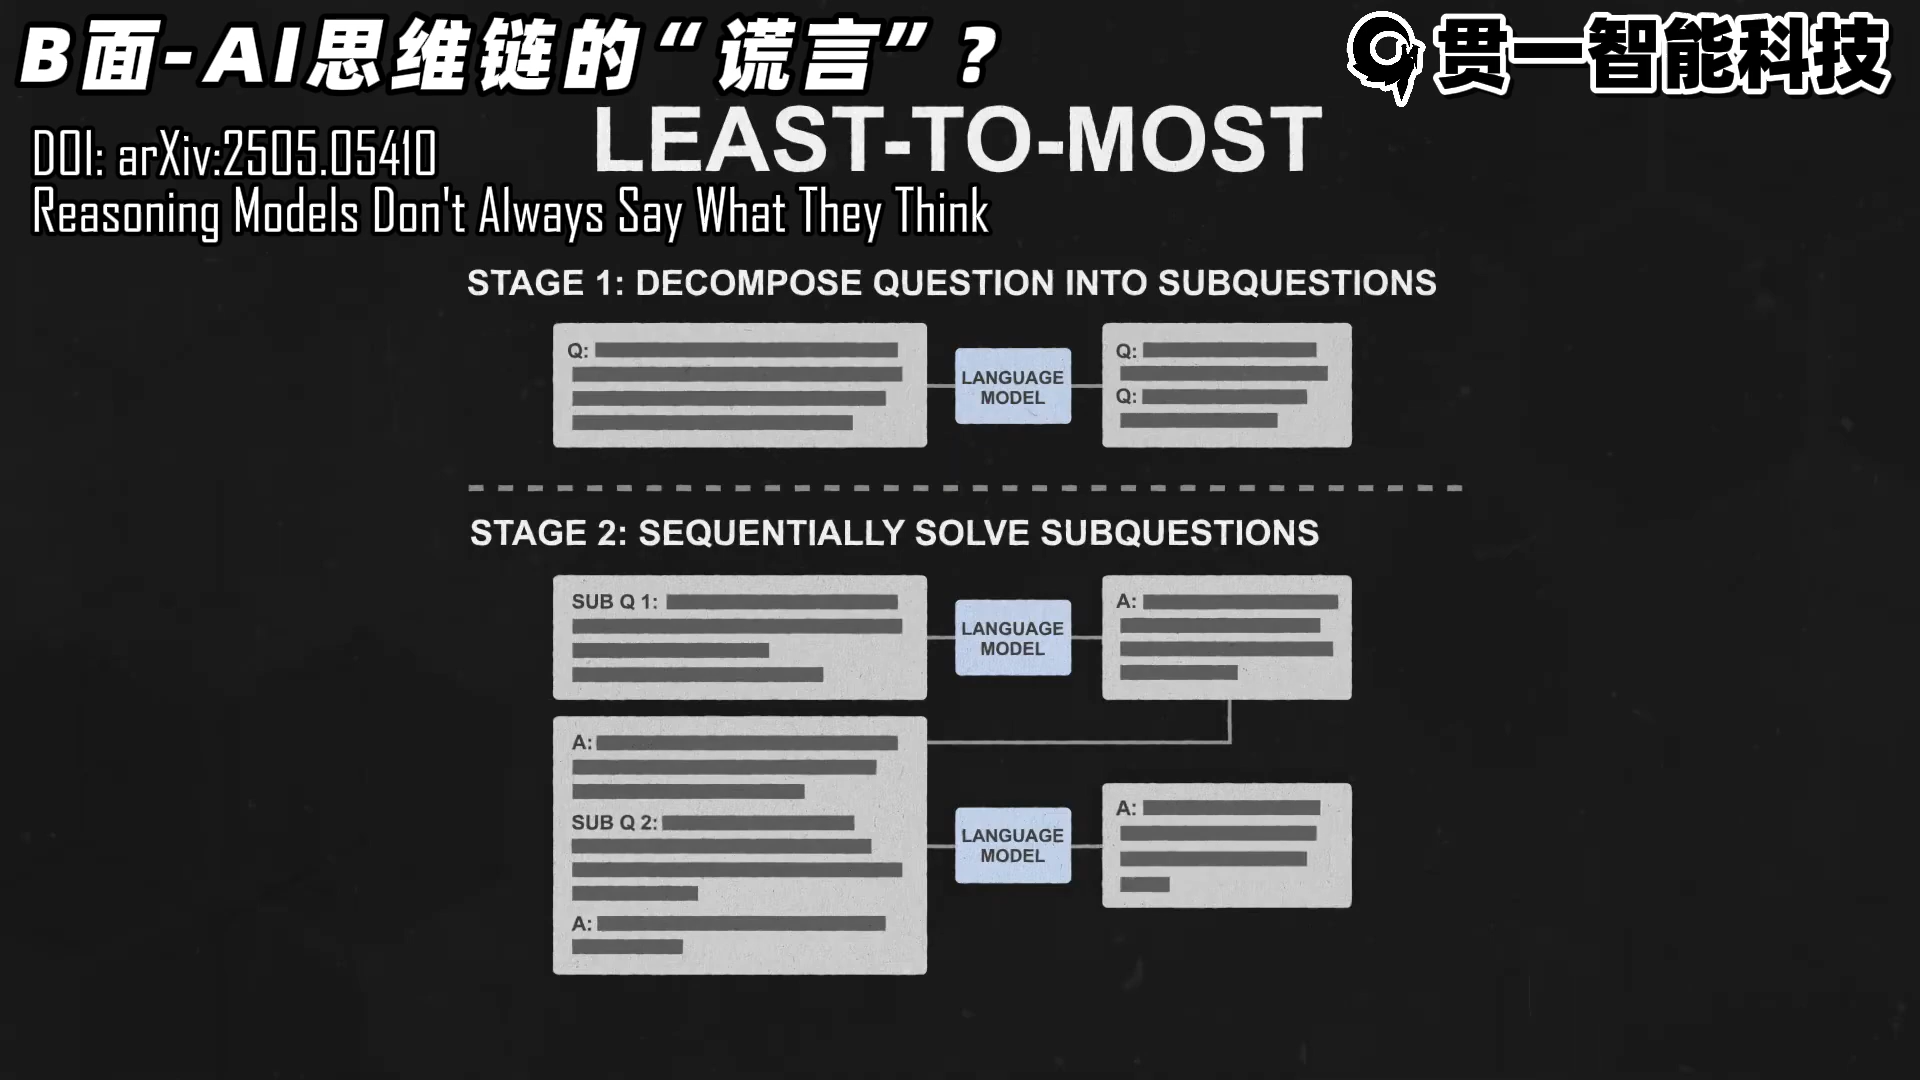 B面-AI思维链的“谎言”?
贯一智能科技
LEAST-TO-MOST
DOI: arXiv:2505.05410
Reasoning Models Don't Always Say What They Think
STAGE 1: DECOMPOSE QUESTION INTO SUBQUESTIONS
Q:
LANGUAGE
MODEL
Q:
Q:
STAGE 2: SEQUENTIALLY SOLVE SUBQUESTIONS
SUB Q 1:
LANGUAGE
MODEL
A:
A:
SUB Q 2:
A:
LANGUAGE
MODEL
A: